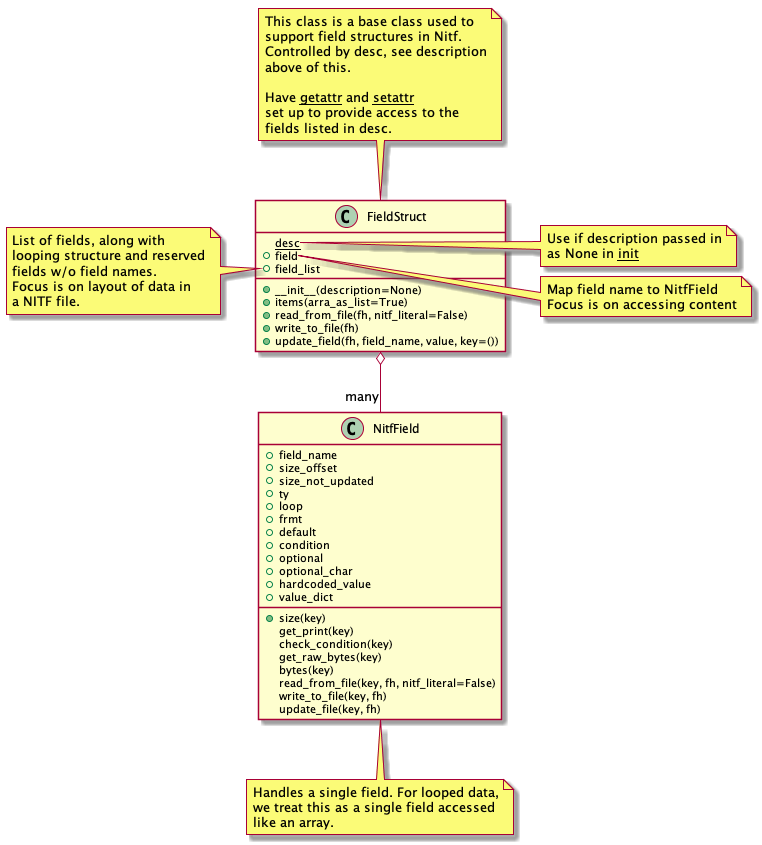 This class is a base class used to
support field structures in Nitf.
Controlled by desc, see description
above of this.
Have getattr and setattr
set up to provide access to the
fields listed in desc.
C FieldStruct
desc
field
field_list
__init__(description=None)
items(arra_as_list=True)
read_from_file(fh, nitf_literal=False)
write_to_file(fh)
update_field(fh, field_name, value, key=())
List of fields, along with
looping structure and reserved
fields w/o field names.
Focus is on layout of data in
a NITF file.
Use if description passed in
as None in init
Map field name to NitfField
Focus is on accessing content
many
C NitfField
field_name
size_offset
size_not_updated
ty
loop
frmt
default
condition
optional
optional_char
hardcoded_value
value_dict
size(key)
get_print(key)
check_condition(key)
get_raw_bytes(key)
bytes(key)
read_from_file(key, fh, nitf_literal=False)
write_to_file(key, fh)
update_file(key, fh)
Handles a single field. For looped data,
we treat this as a single field accessed
like an array.